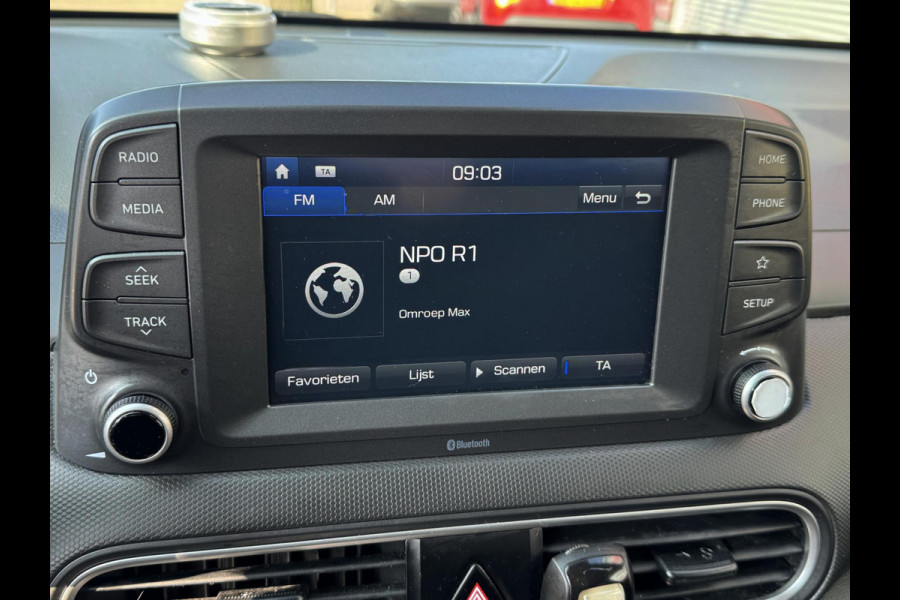 RADIO
MEDIA
SEEK
TRACK
TA
09:03
FM AM Menu
NPO R1
1
Omroep Max
Favorieten Lijst Scannen TA
HOME
PHONE
SETUP
Bluetooth